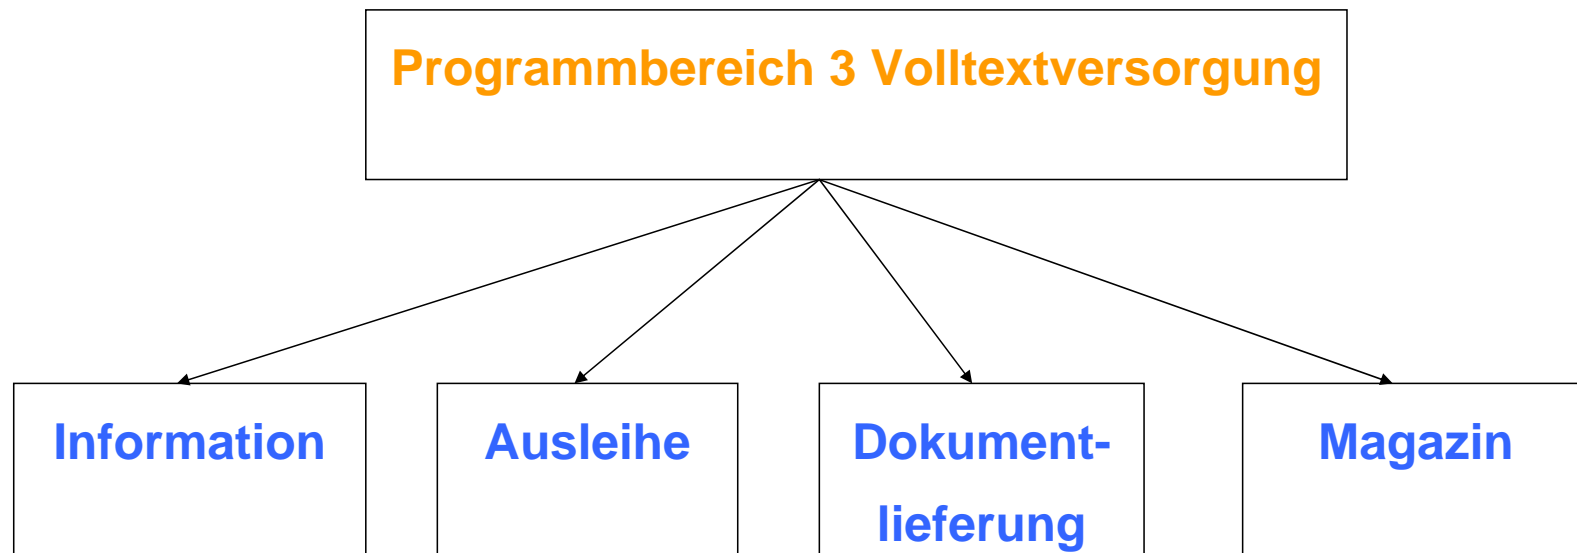 Programmbereich 3 Volltextversorgung
Information
Ausleihe
Dokument-
lieferung
Magazin